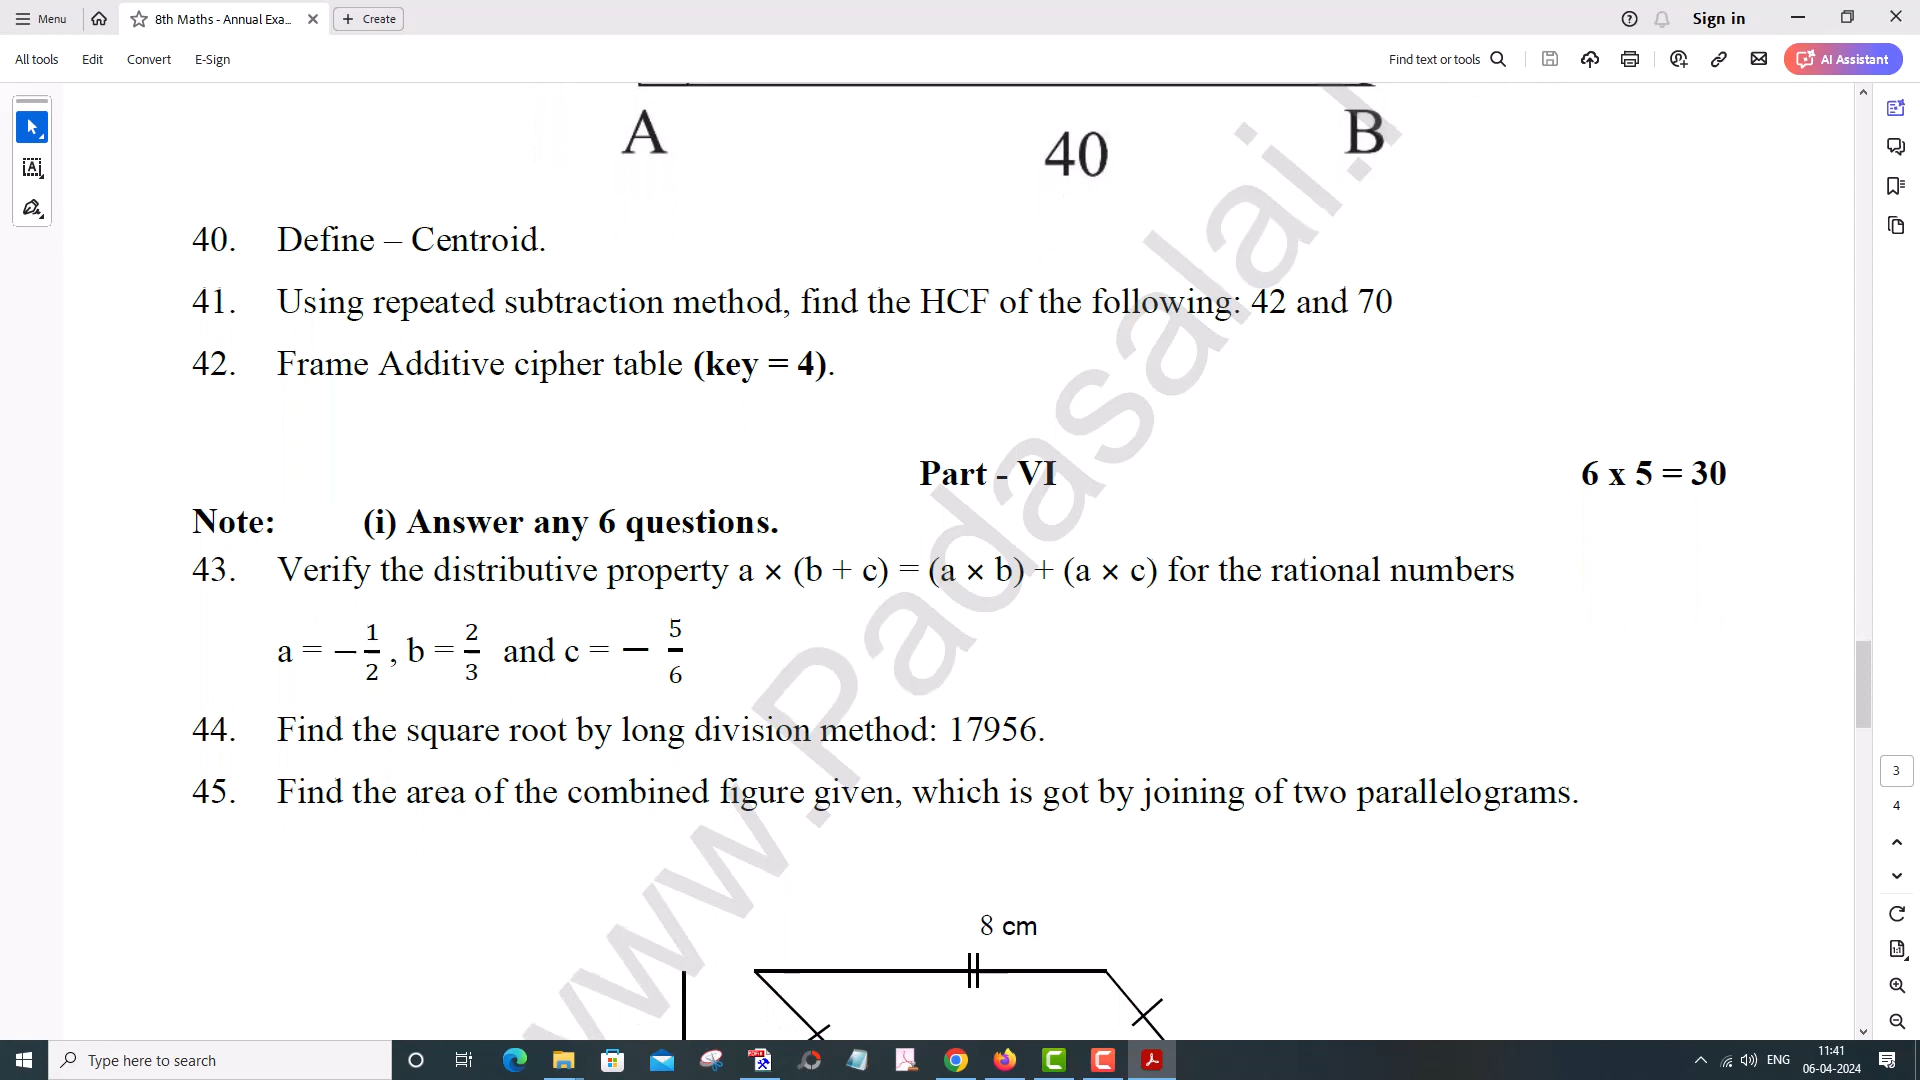 Menu
8th Maths - Annual Exa...
Create
Sign in
All tools
Edit
Convert
E-Sign
Find text or tools
AI Assistant
A
40
B
40. Define – Centroid.
41. Using repeated subtraction method, find the HCF of the following: 42 and 70
42. Frame Additive cipher table (key = 4).
Part - VI 6 x 5 = 30
Note: (i) Answer any 6 questions.
43. Verify the distributive property a × (b + c) = (a × b) + (a × c) for the rational numbers
a = −1/2 , b = 2/3 and c = − 5/6
44. Find the square root by long division method: 17956.
45. Find the area of the combined figure given, which is got by joining of two parallelograms.
8 cm
www.Padasalai.
3
4
Type here to search
ENG
11:41
06-04-2024